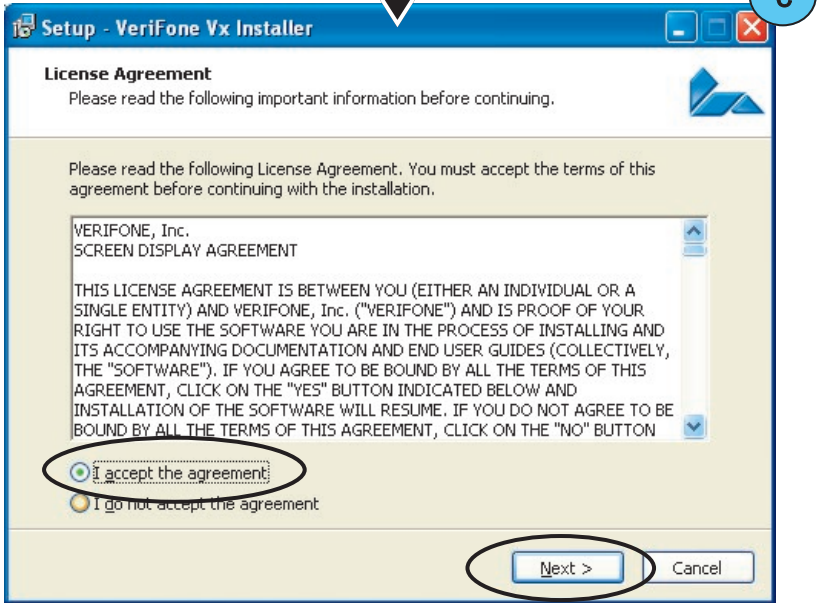 Setup - VeriFone Vx Installer
License Agreement
Please read the following important information before continuing.
Please read the following License Agreement. You must accept the terms of this
agreement before continuing with the installation.
VERIFONE, Inc.
SCREEN DISPLAY AGREEMENT
THIS LICENSE AGREEMENT IS BETWEEN YOU (EITHER AN INDIVIDUAL OR A
SINGLE ENTITY) AND VERIFONE, Inc. ("VERIFONE") AND IS PROOF OF YOUR
RIGHT TO USE THE SOFTWARE YOU ARE IN THE PROCESS OF INSTALLING AND
ITS ACCOMPANYING DOCUMENTATION AND END USER GUIDES (COLLECTIVELY,
THE "SOFTWARE"). IF YOU AGREE TO BE BOUND BY ALL THE TERMS OF THIS
AGREEMENT, CLICK ON THE "YES" BUTTON INDICATED BELOW AND
INSTALLATION OF THE SOFTWARE WILL RESUME. IF YOU DO NOT AGREE TO BE
BOUND BY ALL THE TERMS OF THIS AGREEMENT, CLICK ON THE "NO" BUTTON
I accept the agreement
I do not accept the agreement
Next >
Cancel